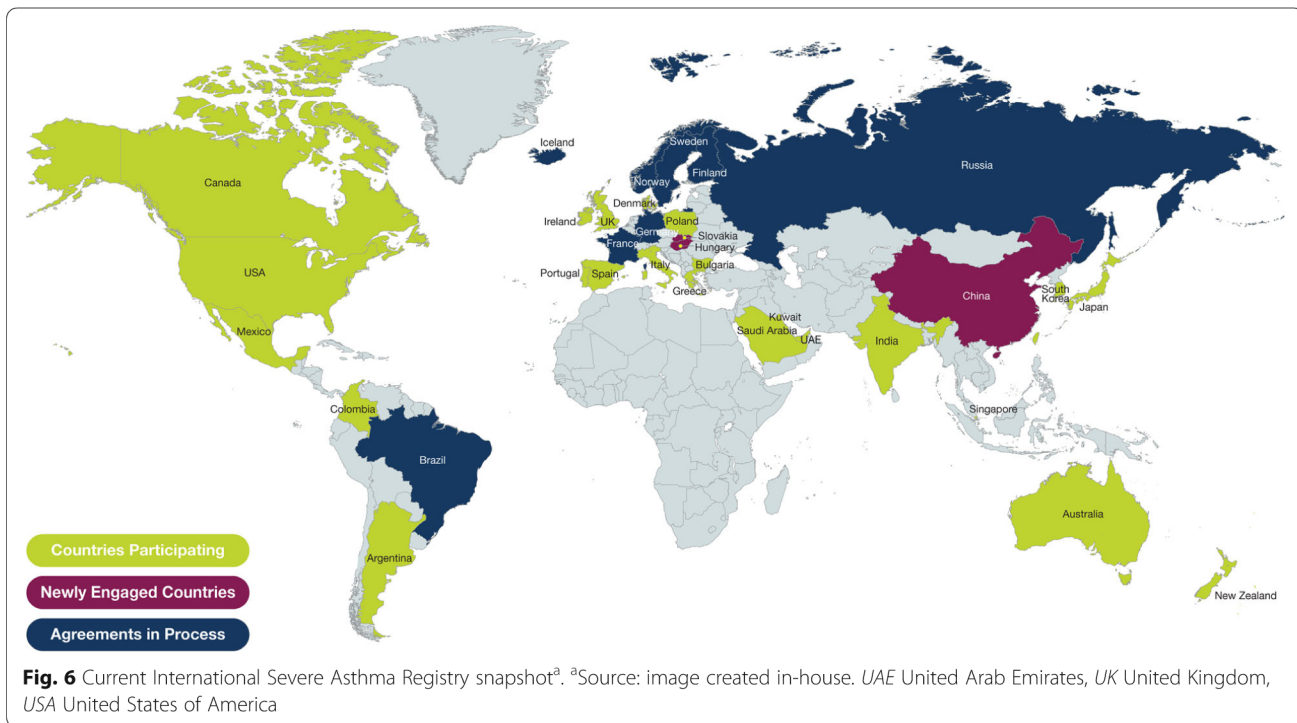 Iceland
Sweden
Russia
Finland
Norway
Canada
Denmark
Ireland
UK
Poland
Germany
Slovakia
France
Hungary
USA
Portugal
Spain
Italy
Bulgaria
Greece
China
South
Korea
Japan
Mexico
Kuwait
Saudi Arabia
UAE
India
Colombia
Singapore
Brazil
Australia
Argentina
New Zealand
Countries Participating
Newly Engaged Countries
Agreements in Process
Fig. 6 Current International Severe Asthma Registry snapshotᵃ. ᵃSource: image created in-house. UAE United Arab Emirates, UK United Kingdom,
USA United States of America